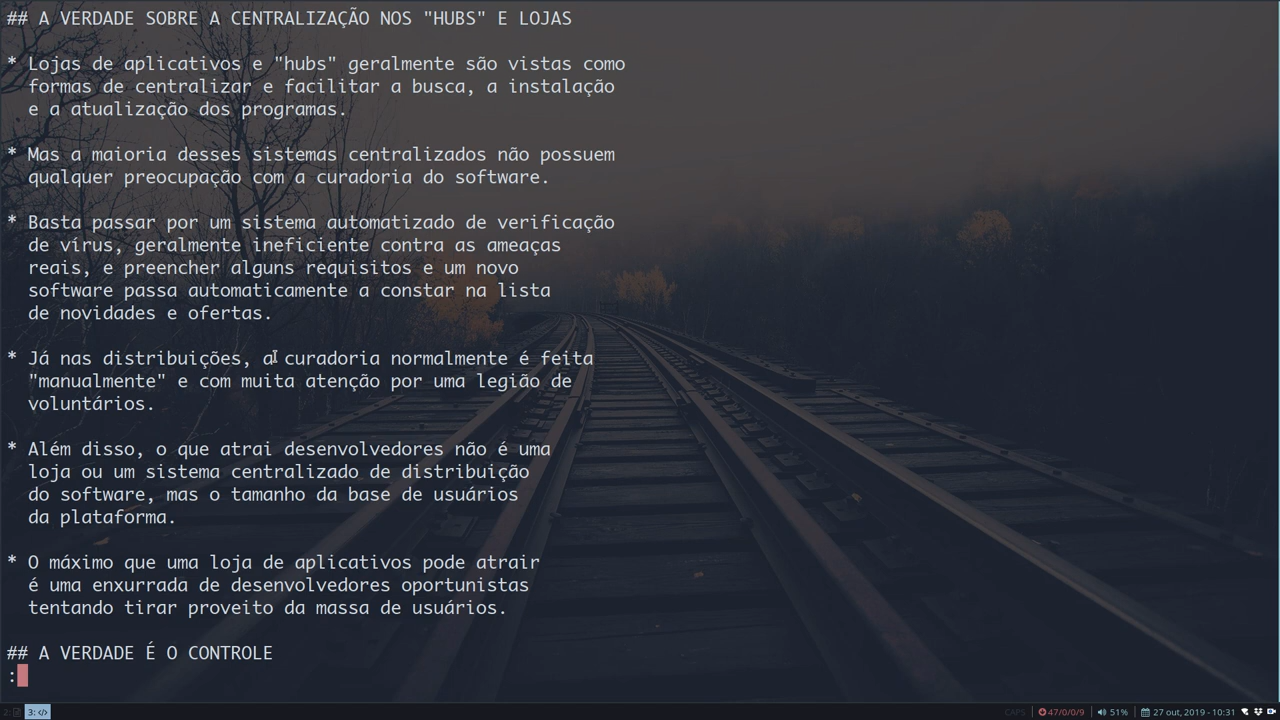 ## A VERDADE SOBRE A CENTRALIZAÇÃO NOS "HUBS" E LOJAS
* Lojas de aplicativos e "hubs" geralmente são vistas como
formas de centralizar e facilitar a busca, a instalação
e a atualização dos programas.
* Mas a maioria desses sistemas centralizados não possuem
qualquer preocupação com a curadoria do software.
* Basta passar por um sistema automatizado de verificação
de vírus, geralmente ineficiente contra as ameaças
reais, e preencher alguns requisitos e um novo
software passa automaticamente a constar na lista
de novidades e ofertas.
* Já nas distribuições, a curadoria normalmente é feita
"manualmente" e com muita atenção por uma legião de
voluntários.
* Além disso, o que atrai desenvolvedores não é uma
loja ou um sistema centralizado de distribuição
do software, mas o tamanho da base de usuários
da plataforma.
* O máximo que uma loja de aplicativos pode atrair
é uma enxurrada de desenvolvedores oportunistas
tentando tirar proveito da massa de usuários.
## A VERDADE É O CONTROLE
:
2: 3: </> CAPS 47/0/0/9 51% 27 out, 2019 - 10:31